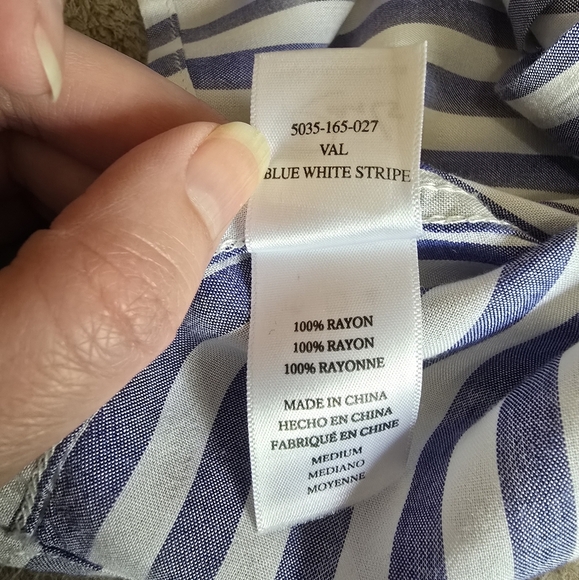 5035-165-027
VAL
BLUE WHITE STRIPE
100% RAYON
100% RAYON
100% RAYONNE
MADE IN CHINA
HECHO EN CHINA
FABRIQUÉ EN CHINE
MEDIUM
MEDIANO
MOYENNE